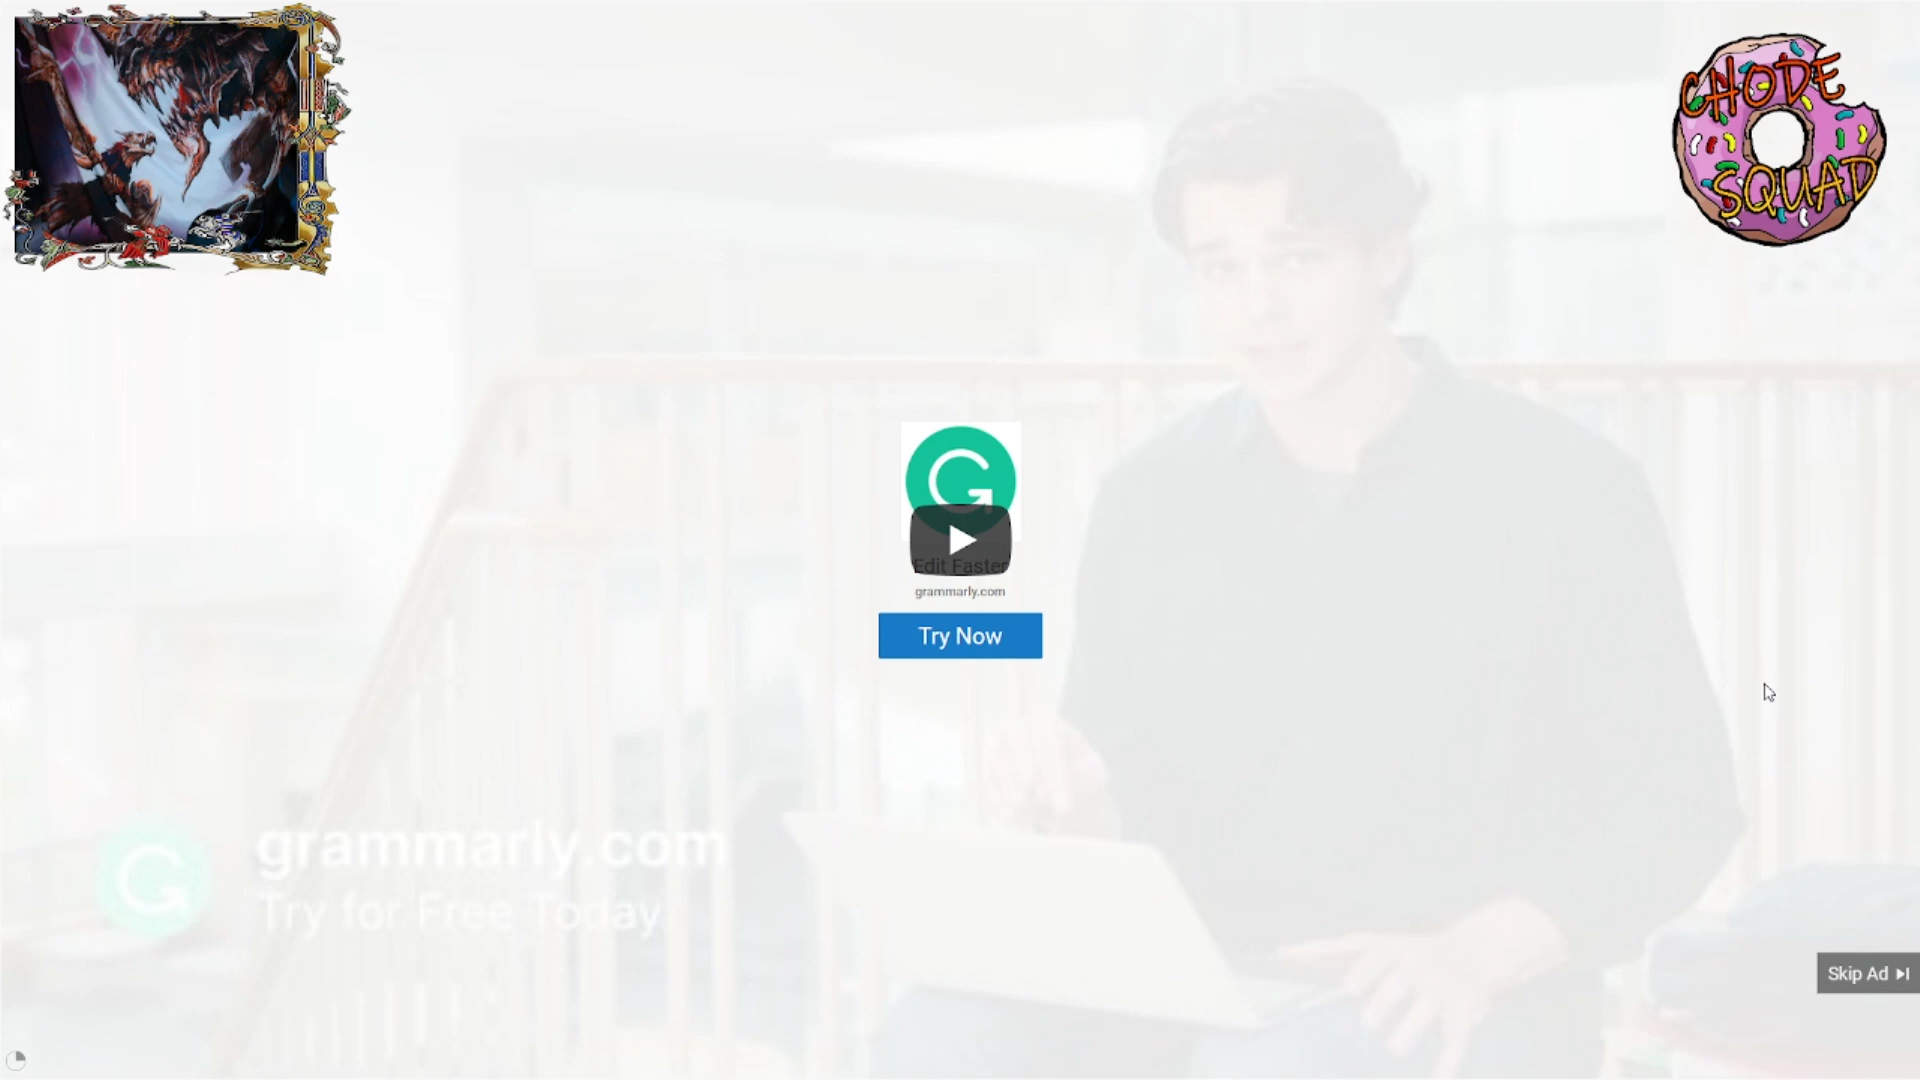 CHODE
SQUAD
Edit Faster
grammarly.com
Try Now
grammarly.com
Try for Free Today
Skip Ad